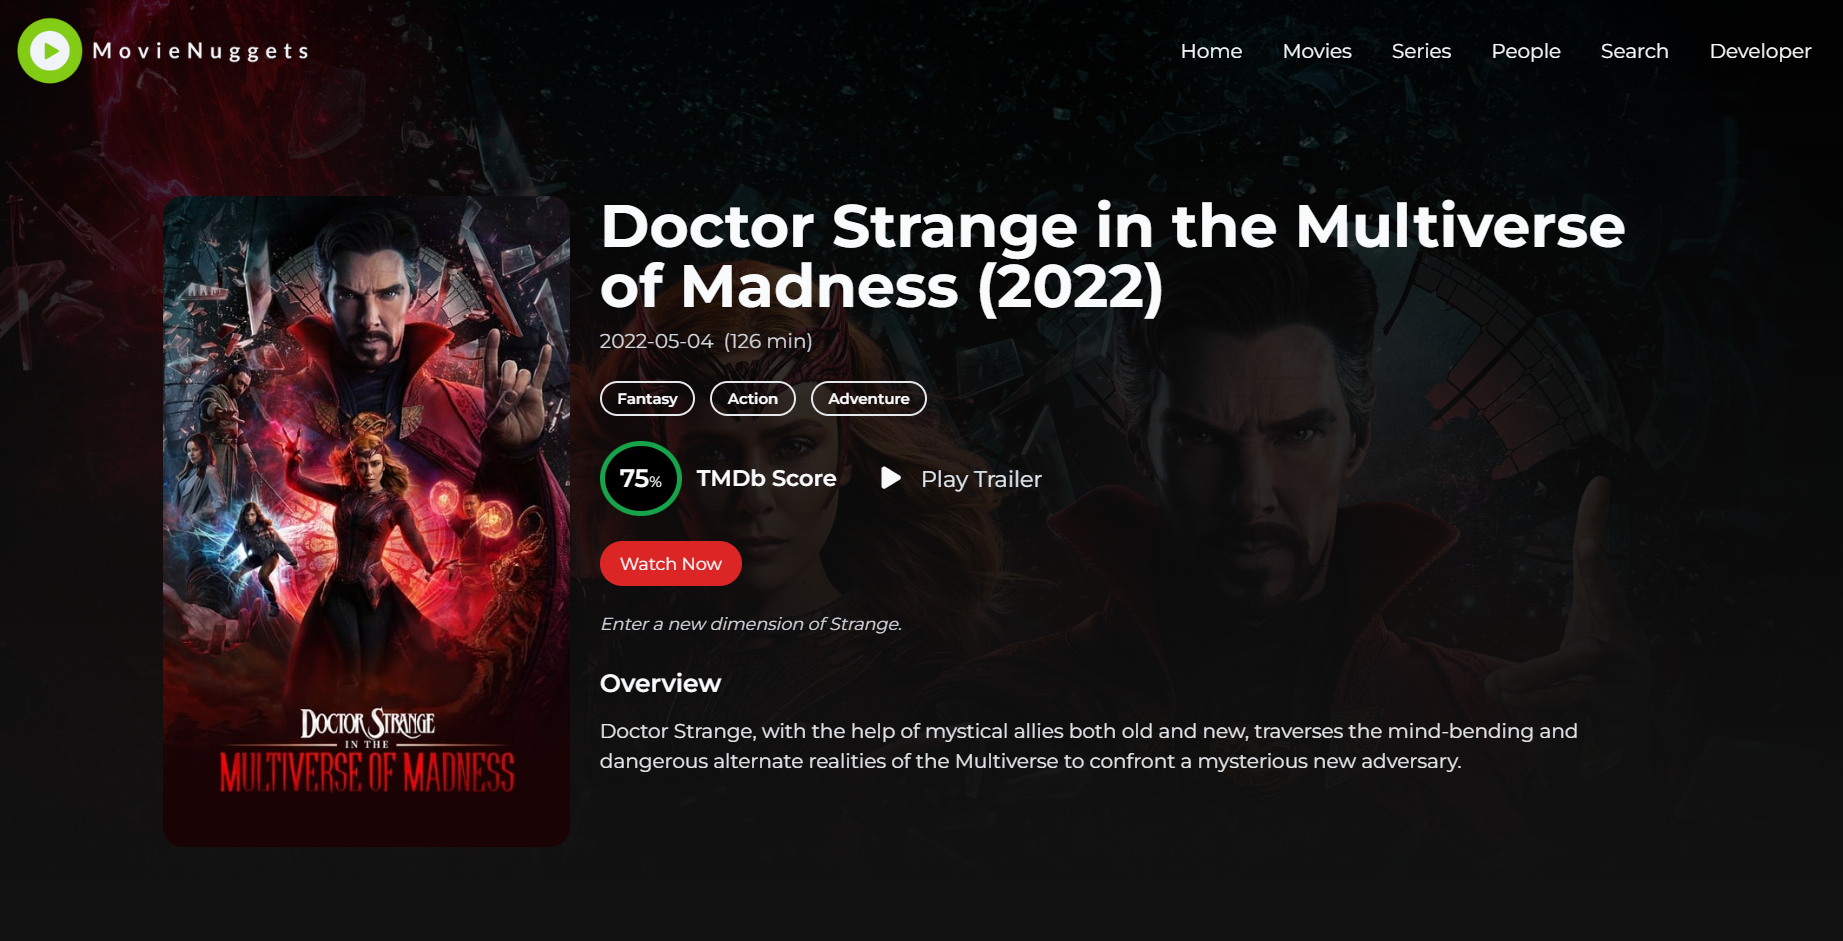 MovieNuggets
Home Movies Series People Search Developer
Doctor Strange in the Multiverse
of Madness (2022)
2022-05-04 (126 min)
Fantasy Action Adventure
75% TMDb Score Play Trailer
Watch Now
Enter a new dimension of Strange.
Overview
Doctor Strange, with the help of mystical allies both old and new, traverses the mind-bending and
dangerous alternate realities of the Multiverse to confront a mysterious new adversary.
DOCTOR STRANGE
IN THE
MULTIVERSE OF MADNESS